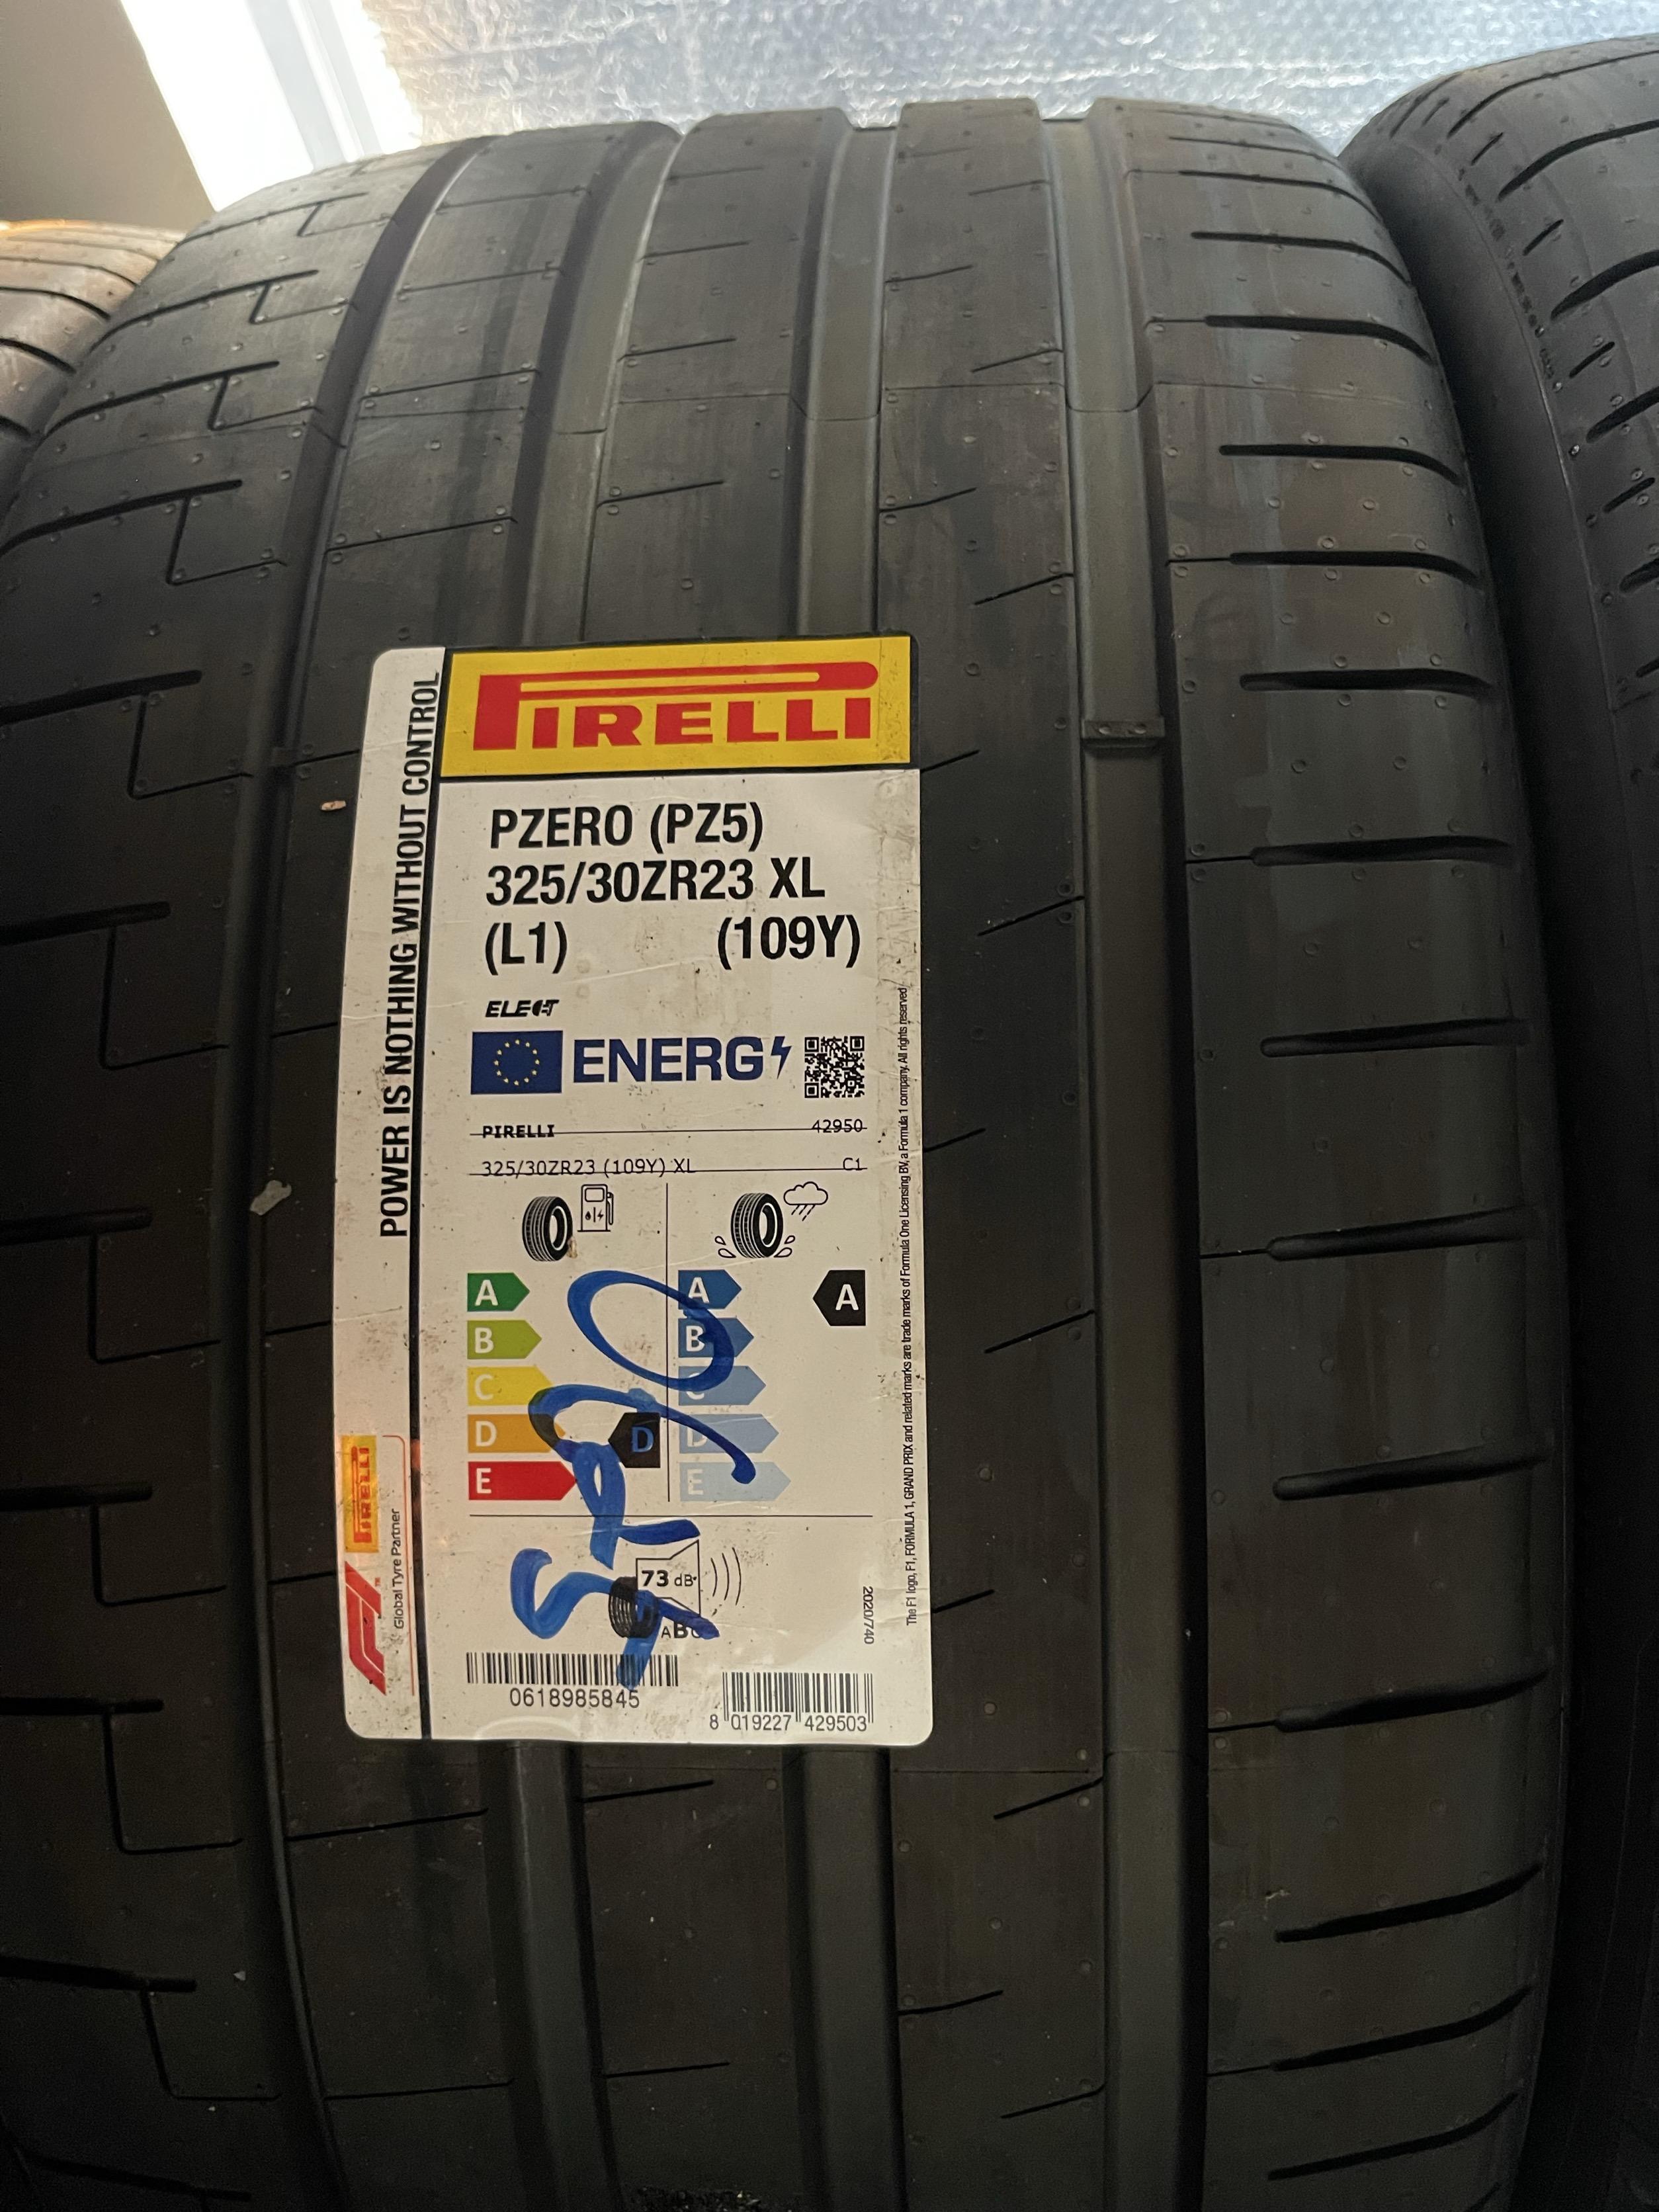 POWER IS NOTHING WITHOUT CONTROL
PIRELLI
PZERO (PZ5)
325/30ZR23 XL
(L1) (109Y)
ELECT
ENERG
PIRELLI 42950
325/30ZR23 (109Y) XL C1
A A A
B B
C C
D D D
E E
73 dB
ABC
2020/740
0618985845
8 019227 429503
PIRELLI
F1
Global Tyre Partner
The F1 logo, F1, FORMULA 1, GRAND PRIX and related marks are trade marks of Formula One Licensing BV, a Formula 1 company. All rights reserved